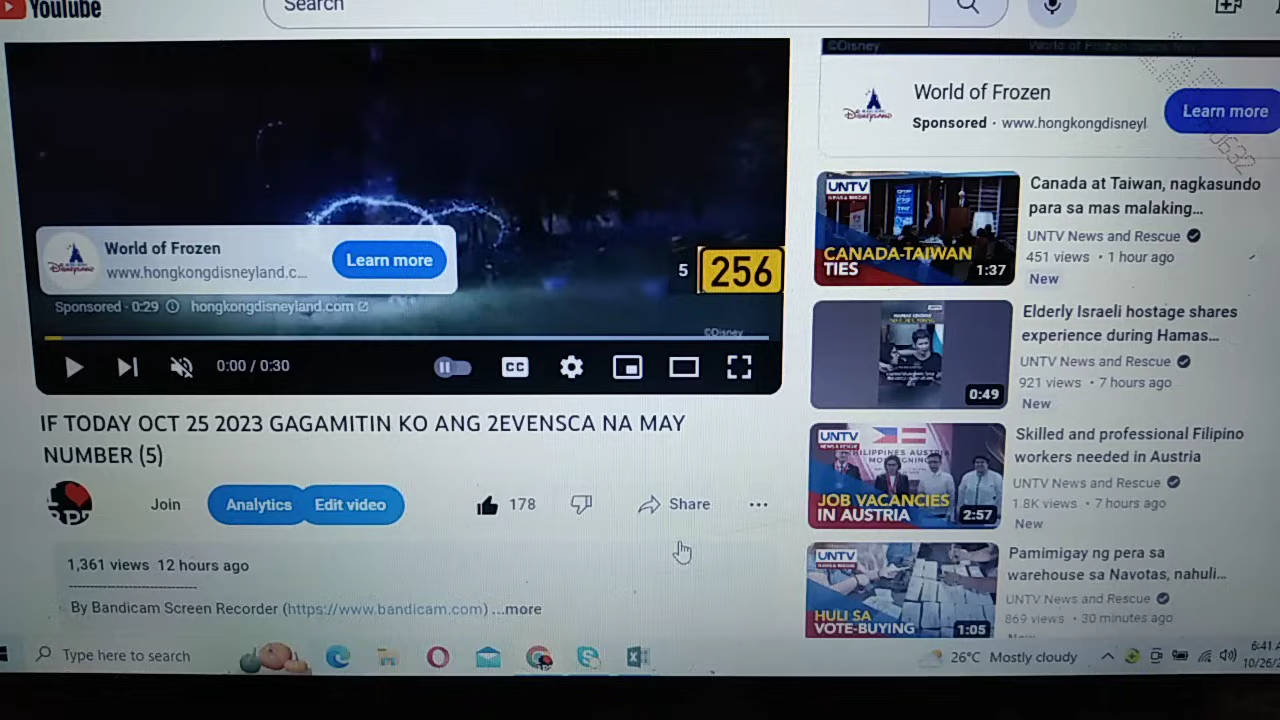 YouTube
Search
World of Frozen
www.hongkongdisneyland.c...
Learn more
Sponsored · 0:29
hongkongdisneyland.com
5
256
©Disney
0:00 / 0:30
CC
IF TODAY OCT 25 2023 GAGAMITIN KO ANG 2EVENSCA NA MAY
NUMBER (5)
Join
Analytics
Edit video
178
Share
1,361 views 12 hours ago
By Bandicam Screen Recorder (https://www.bandicam.com) ...more
©Disney
World of Frozen
Sponsored · www.hongkongdisneyl
Learn more
UNTV
CANADA-TAIWAN
TIES
1:37
Canada at Taiwan, nagkasundo
para sa mas malaking...
UNTV News and Rescue
451 views • 1 hour ago
New
0:49
Elderly Israeli hostage shares
experience during Hamas...
UNTV News and Rescue
921 views • 7 hours ago
New
UNTV
JOB VACANCIES
IN AUSTRIA
2:57
Skilled and professional Filipino
workers needed in Austria
UNTV News and Rescue
1.8K views • 7 hours ago
New
UNTV
HULI SA
VOTE-BUYING
1:05
Pamimigay ng pera sa
warehouse sa Navotas, nahuli...
UNTV News and Rescue
869 views • 30 minutes ago
Type here to search
26°C Mostly cloudy
6:41
10/26/2